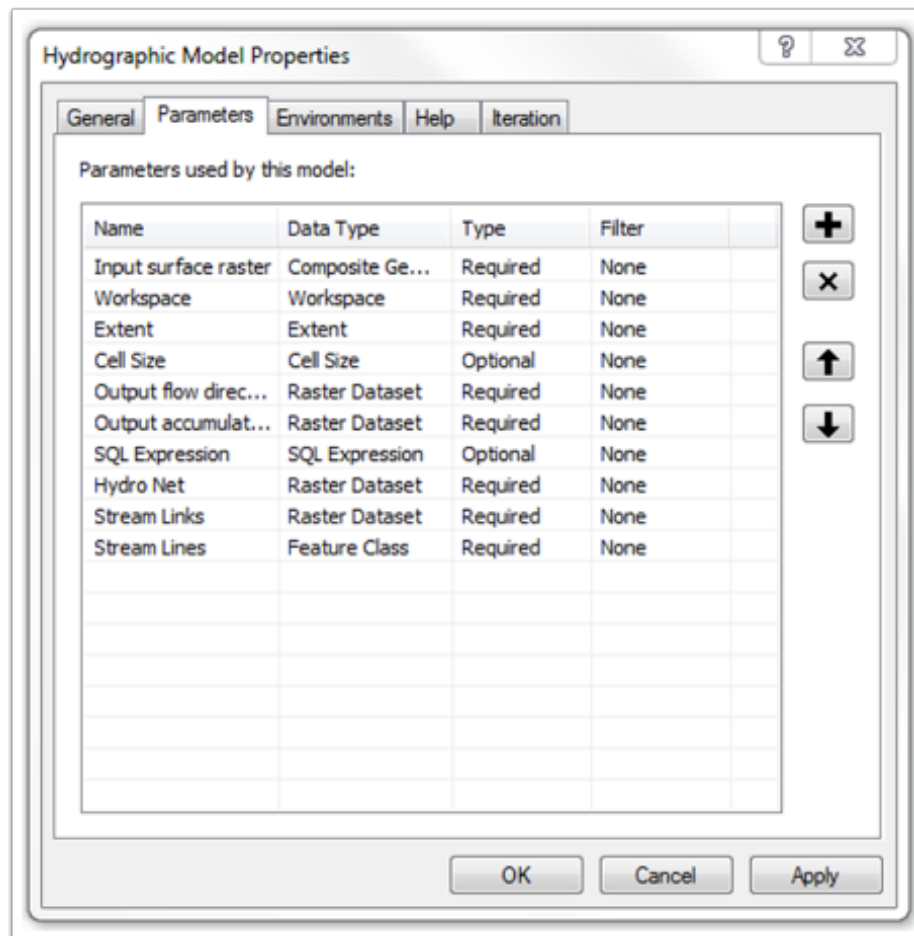 Hydrographic Model Properties
General Parameters Environments Help Iteration
Parameters used by this model:
Name Data Type Type Filter
Input surface raster Composite Ge... Required None
Workspace Workspace Required None
Extent Extent Required None
Cell Size Cell Size Optional None
Output flow direc... Raster Dataset Required None
Output accumulat... Raster Dataset Required None
SQL Expression SQL Expression Optional None
Hydro Net Raster Dataset Required None
Stream Links Raster Dataset Required None
Stream Lines Feature Class Required None
OK Cancel Apply